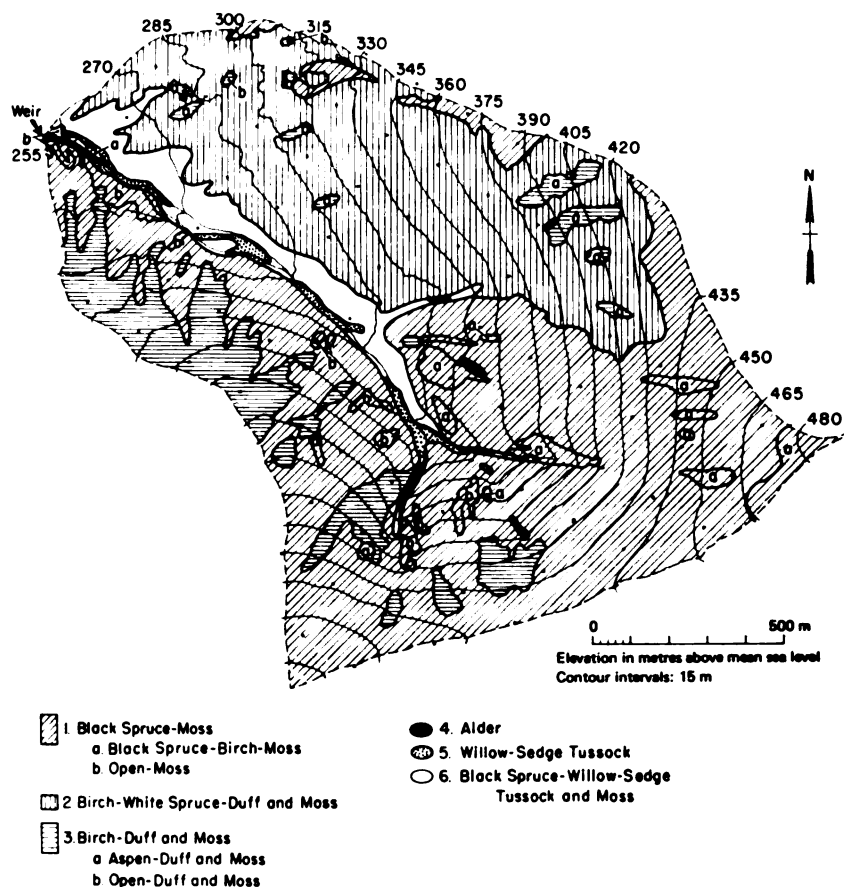 285
300
315
b
330
270
345
360
375
390
405
420
Weir
b
255
a
b
b
a
a
N
435
450
465
480
a
a
a
a
a
a
a
a
a
0 500 m
Elevation in metres above mean sea level
Contour intervals: 15 m
1. Black Spruce-Moss
a. Black Spruce-Birch-Moss
b. Open-Moss
2 Birch-White Spruce-Duff and Moss
3. Birch-Duff and Moss
a Aspen-Duff and Moss
b Open-Duff and Moss
4. Alder
5. Willow-Sedge Tussock
6. Black Spruce-Willow-Sedge
Tussock and Moss